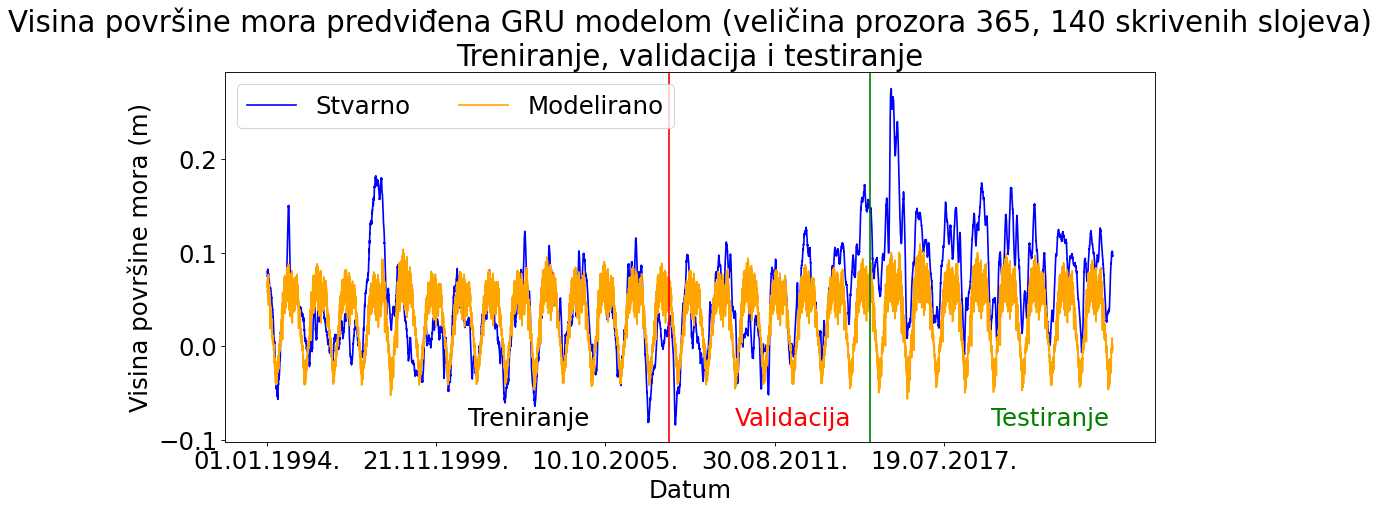 Visina površine mora predviđena GRU modelom (veličina prozora 365, 140 skrivenih slojeva)
Treniranje, validacija i testiranje
Stvarno
Modelirano
Visina površine mora (m)
0.2
0.1
0.0
−0.1
Treniranje
Validacija
Testiranje
01.01.1994.
21.11.1999.
10.10.2005.
30.08.2011.
19.07.2017.
Datum